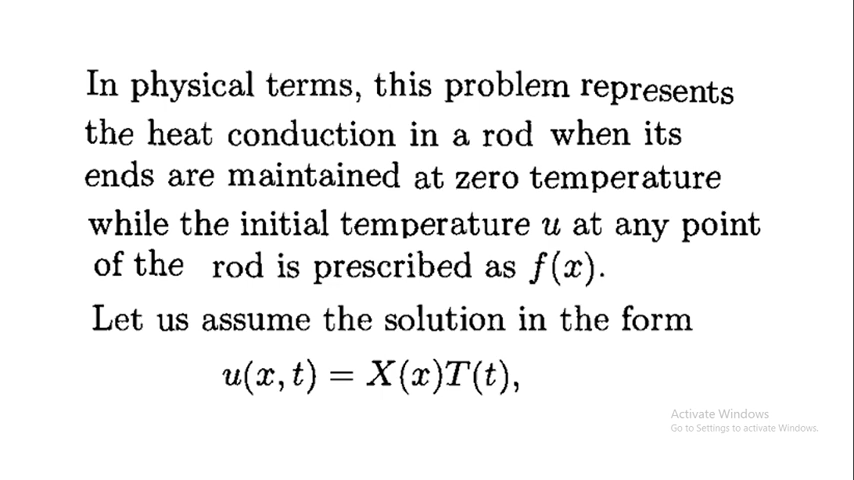 In physical terms, this problem represents
the heat conduction in a rod when its
ends are maintained at zero temperature
while the initial temperature u at any point
of the rod is prescribed as f(x).
Let us assume the solution in the form
u(x, t) = X(x)T(t),
Activate Windows
Go to Settings to activate Windows.